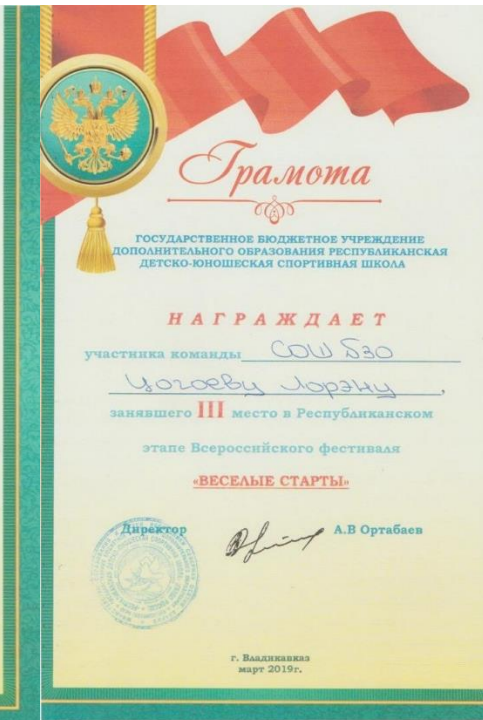 Грамота
ГОСУДАРСТВЕННОЕ БЮДЖЕТНОЕ УЧРЕЖДЕНИЕ
ДОПОЛНИТЕЛЬНОГО ОБРАЗОВАНИЯ РЕСПУБЛИКАНСКАЯ
ДЕТСКО-ЮНОШЕСКАЯ СПОРТИВНАЯ ШКОЛА
НАГРАЖДАЕТ
участника команды СОШ БЗО
Цогоеву Лорэну,
занявшего III место в Республиканском
этапе Всероссийского фестиваля
«ВЕСЕЛЫЕ СТАРТЫ»
Директор А.В Ортабаев
г. Владикавказ
март 2019г.